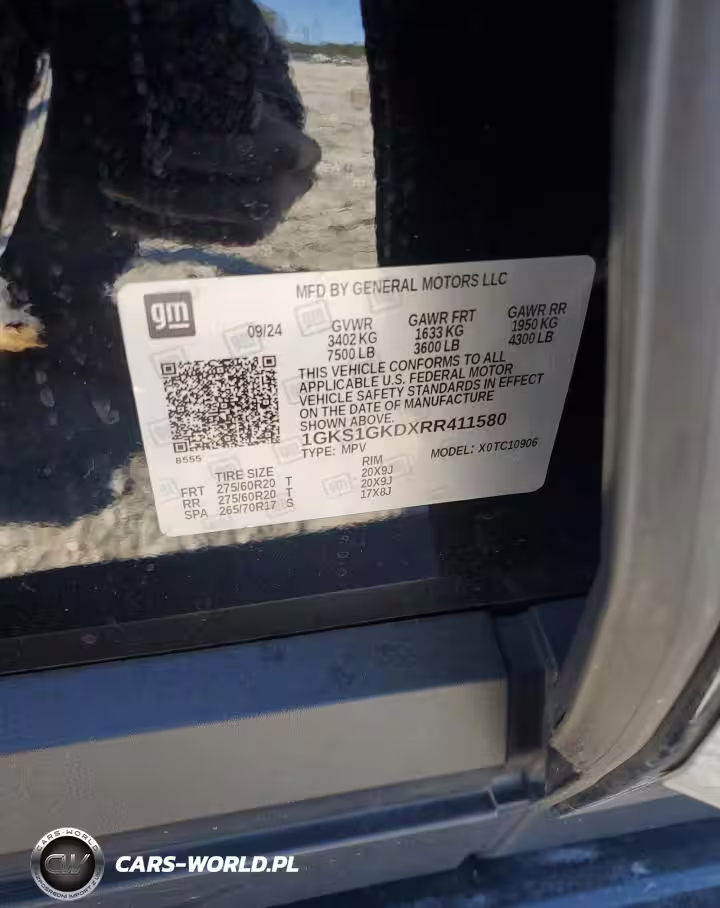 MFD BY GENERAL MOTORS LLC
gm
09/24
GVWR GAWR FRT GAWR RR
3402 KG 1633 KG 1950 KG
7500 LB 3600 LB 4300 LB
THIS VEHICLE CONFORMS TO ALL
APPLICABLE U.S. FEDERAL MOTOR
VEHICLE SAFETY STANDARDS IN EFFECT
ON THE DATE OF MANUFACTURE
SHOWN ABOVE.
1GKS1GKDXRR411580
TYPE: MPV MODEL: X0TC10906
8555
TIRE SIZE RIM
FRT 275/60R20 T 20X9J
RR 275/60R20 T 20X9J
SPA 265/70R17 S 17X8J
CARS-WORLD
CW
CARS-WORLD.PL